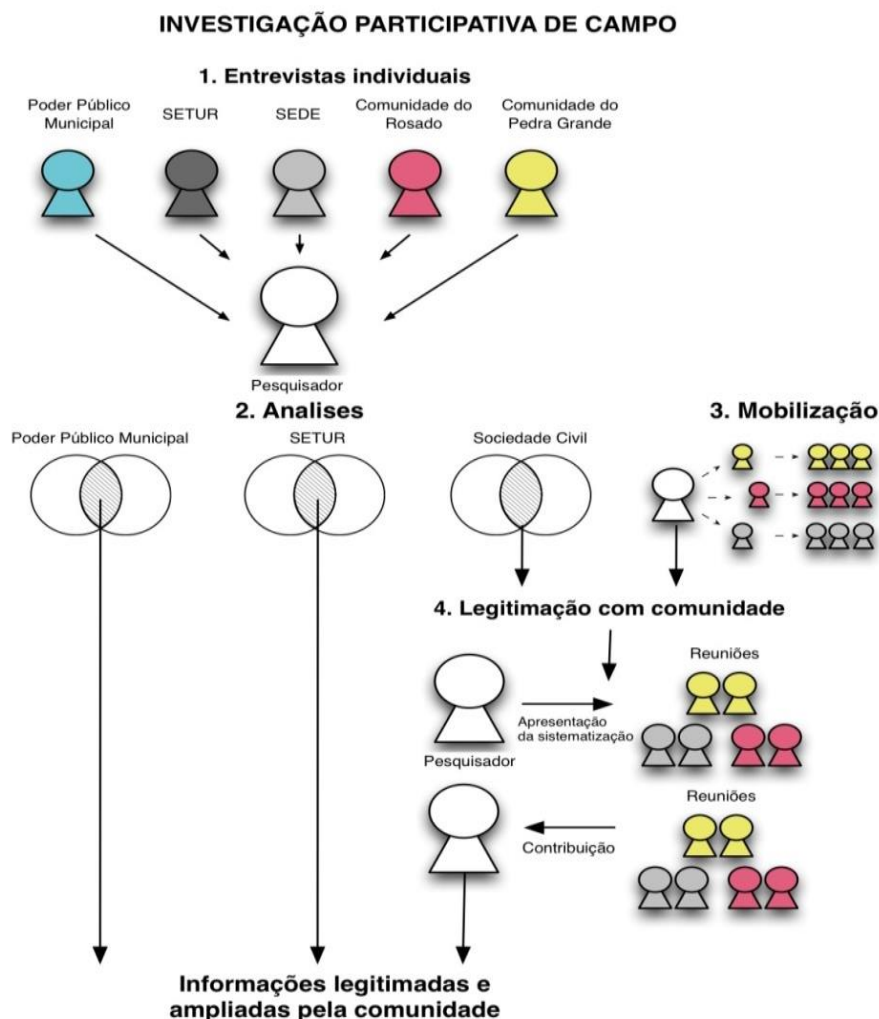 INVESTIGAÇÃO PARTICIPATIVA DE CAMPO
1. Entrevistas individuais
Poder Público
Municipal
SETUR
SEDE
Comunidade do
Rosado
Comunidade do
Pedra Grande
Pesquisador
2. Analises
3. Mobilização
Poder Público Municipal
SETUR
Sociedade Civil
4. Legitimação com comunidade
Reuniões
Apresentação
da sistematização
Pesquisador
Reuniões
Contribuição
Informações legitimadas e
ampliadas pela comunidade